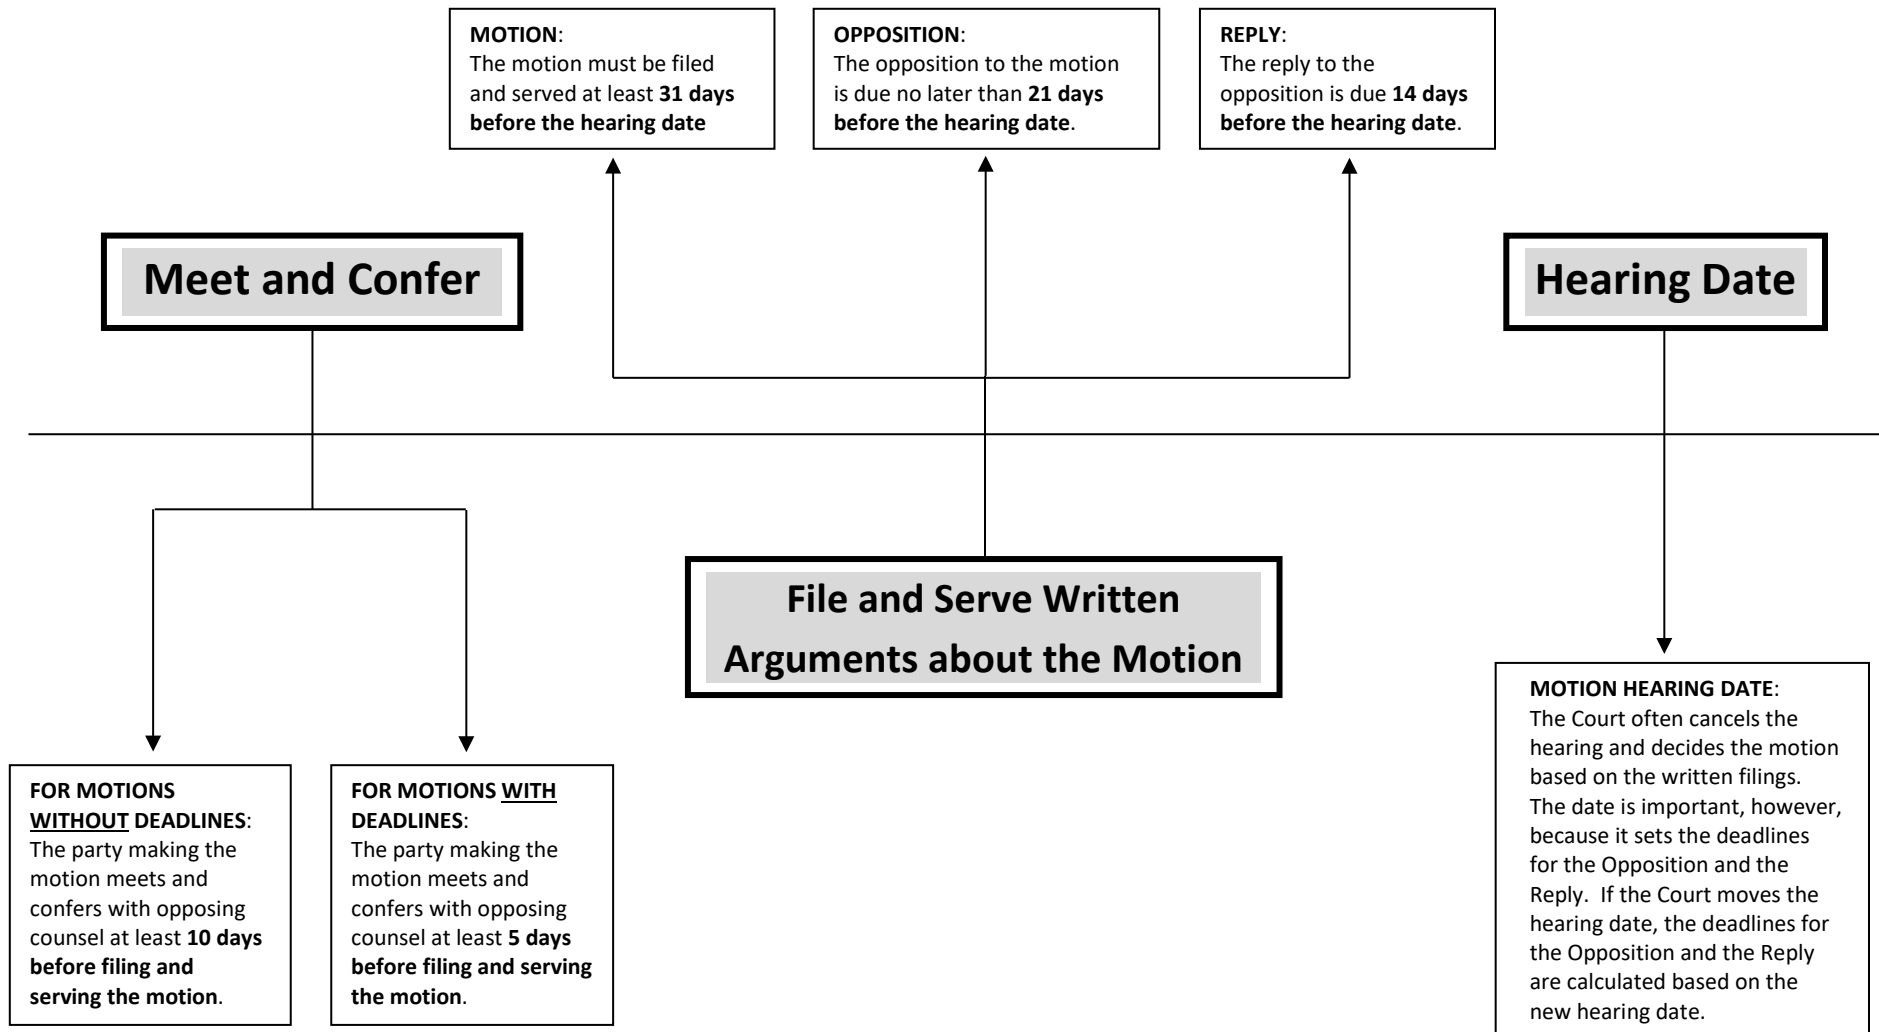 MOTION:
The motion must be filed
and served at least 31 days
before the hearing date
OPPOSITION:
The opposition to the motion
is due no later than 21 days
before the hearing date.
REPLY:
The reply to the
opposition is due 14 days
before the hearing date.
Meet and Confer
Hearing Date
File and Serve Written
Arguments about the Motion
FOR MOTIONS
WITHOUT DEADLINES:
The party making the
motion meets and
confers with opposing
counsel at least 10 days
before filing and
serving the motion.
FOR MOTIONS WITH
DEADLINES:
The party making the
motion meets and
confers with opposing
counsel at least 5 days
before filing and serving
the motion.
MOTION HEARING DATE:
The Court often cancels the
hearing and decides the motion
based on the written filings.
The date is important, however,
because it sets the deadlines
for the Opposition and the
Reply.  If the Court moves the
hearing date, the deadlines for
the Opposition and the Reply
are calculated based on the
new hearing date.